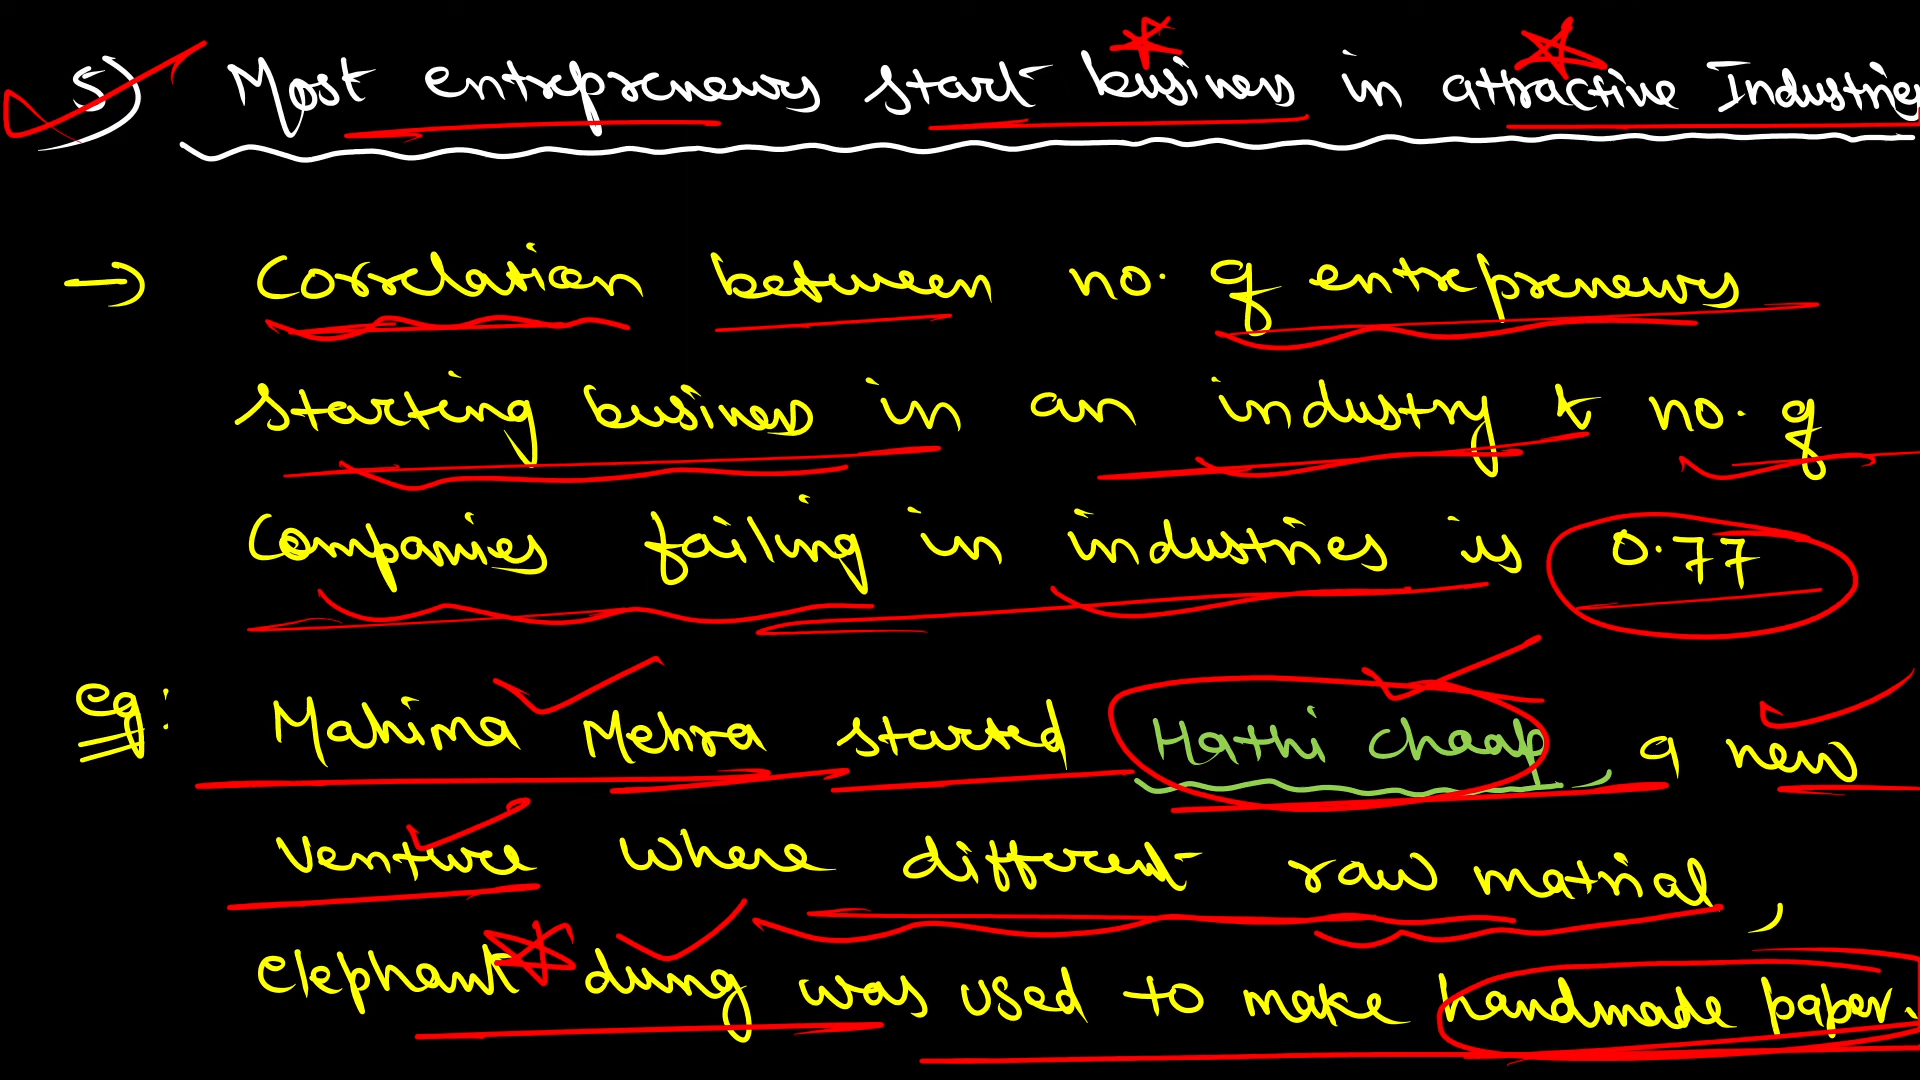 5) Most entrepreneurs start business in attractive Industries
→ Correlation between no. of entrepreneurs
starting business in an industry & no. of
Companies failing in industries is 0.77
Eg: Mahima Mehra started Hathi Chaap, a new
venture where different raw matrial,
elephant dung was used to make handmade paper.